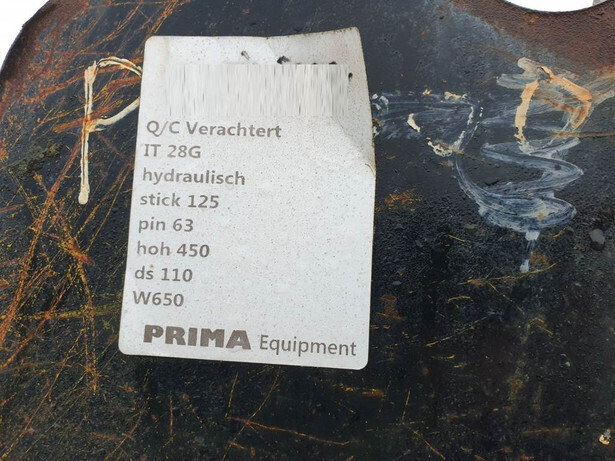 Q/C Verachtert
IT 28G
hydraulisch
stick 125
pin 63
hoh 450
ds 110
W650
PRIMA Equipment